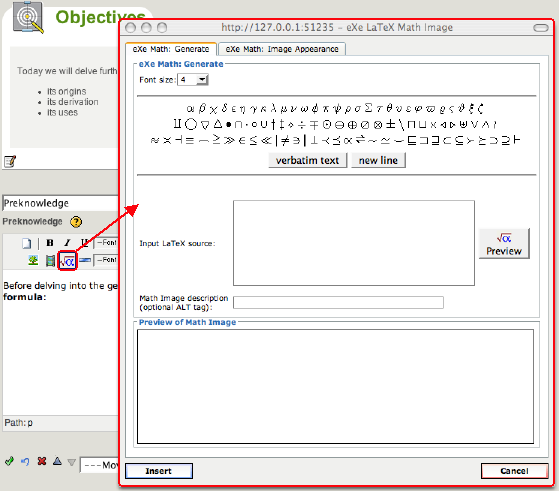 Objectives
Today we will delve furth
its origins
its derivation
its uses
Preknowledge
Preknowledge
B I U --Font
Before delving into the ge
formula:
Path: p
---Mov
http://127.0.0.1:51235 – eXe LaTeX Math Image
eXe Math: Generate
eXe Math: Image Appearance
eXe Math: Generate
Font size: 4
verbatim text
new line
Input LaTeX source:
√α
Preview
Math Image description
(optional ALT tag):
Preview of Math Image
Insert
Cancel